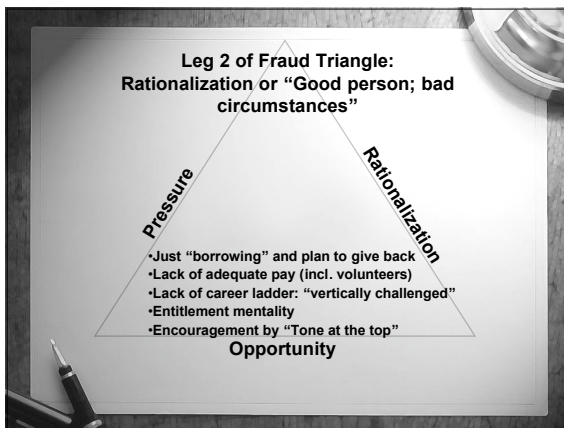 Leg 2 of Fraud Triangle:
Rationalization or “Good person; bad
circumstances”
Pressure
Rationalization
•Just “borrowing” and plan to give back
•Lack of adequate pay (incl. volunteers)
•Lack of career ladder: “vertically challenged”
•Entitlement mentality
•Encouragement by “Tone at the top”
Opportunity